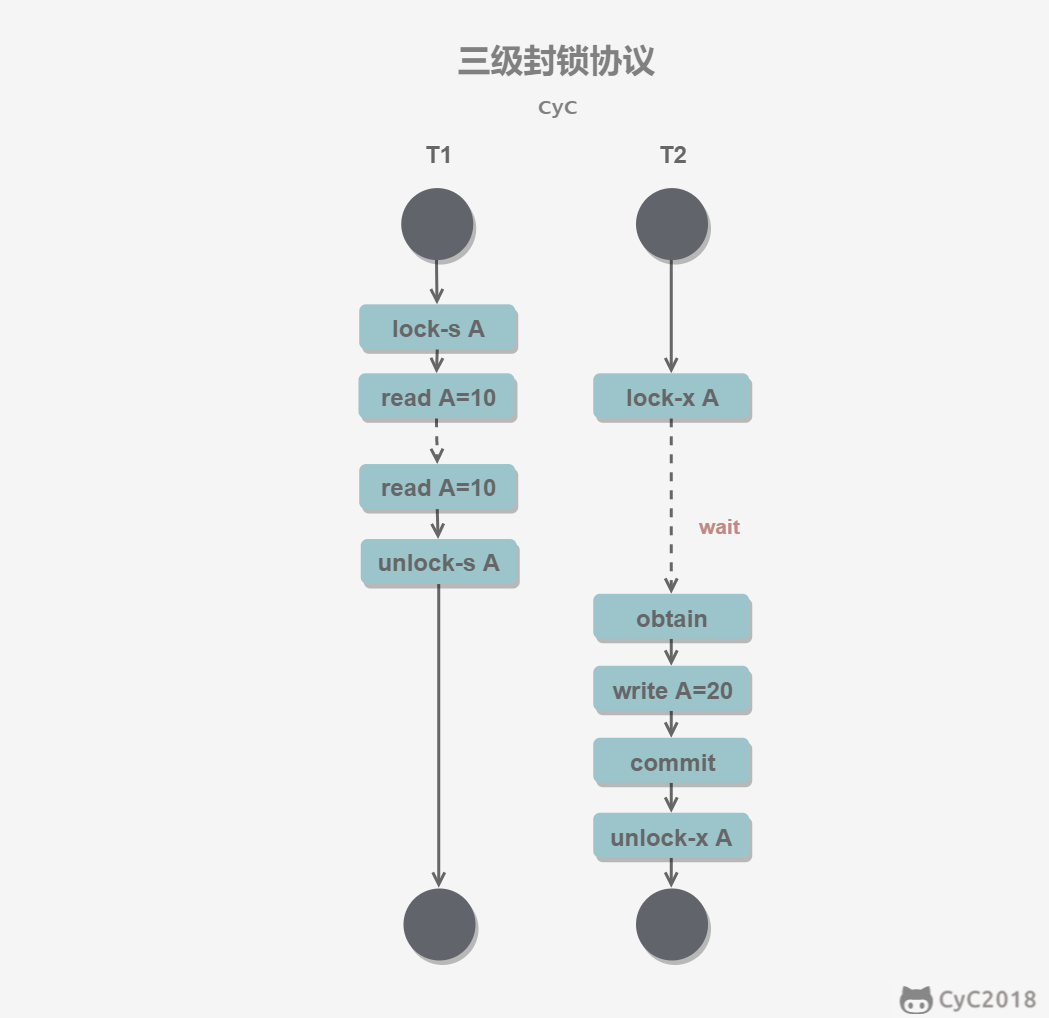 三级封锁协议
CyC
T1
T2
lock-s A
read A=10
lock-x A
read A=10
wait
unlock-s A
obtain
write A=20
commit
unlock-x A
CyC2018